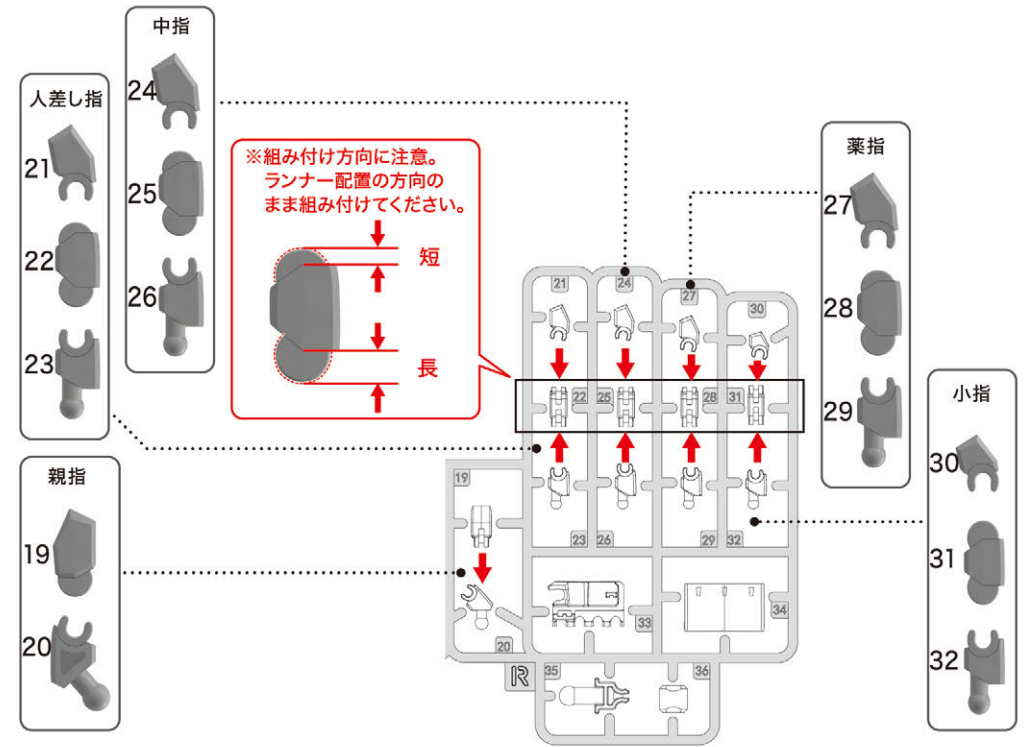 中指
24
25
26
人差し指
21
22
23
※組み付け方向に注意。
ランナー配置の方向の
まま組み付けてください。
短
長
薬指
27
28
29
小指
30
31
32
親指
19
20
21
24
27
30
22
25
28
31
23
26
29
32
19
20
33
34
R
35
36